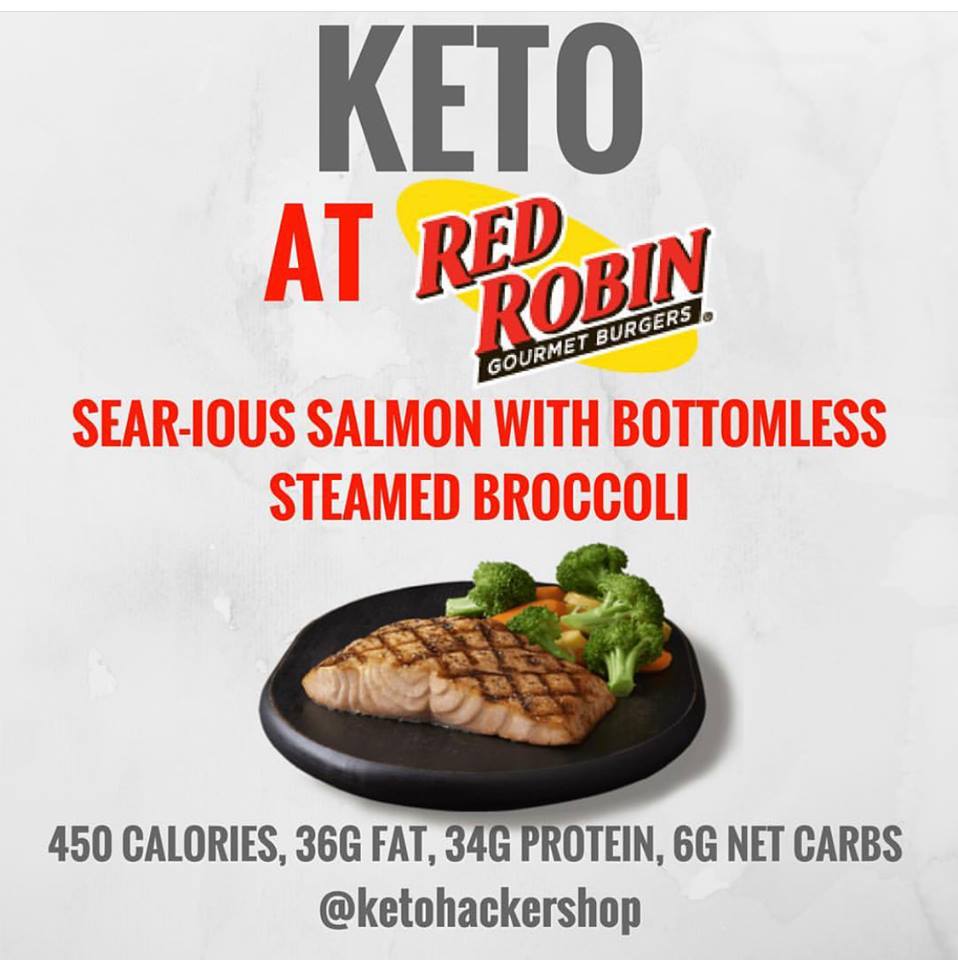 KETO
AT RED
ROBIN
GOURMET BURGERS ®
SEAR-IOUS SALMON WITH BOTTOMLESS
STEAMED BROCCOLI
450 CALORIES, 36G FAT, 34G PROTEIN, 6G NET CARBS
@ketohackershop